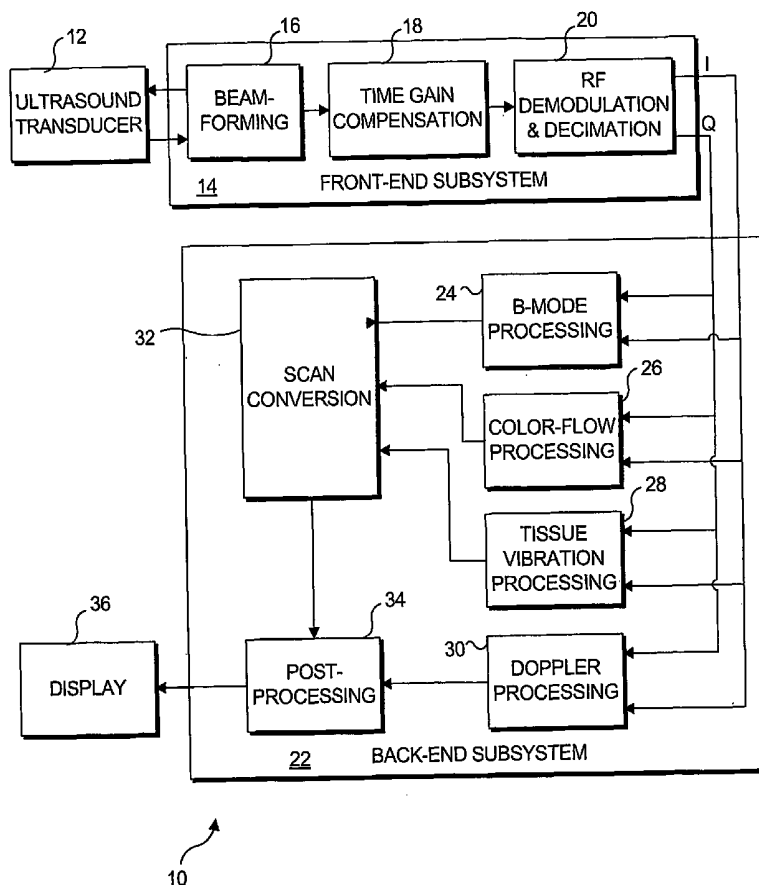 12
16
18
20
ULTRASOUND
TRANSDUCER
BEAM-
FORMING
TIME GAIN
COMPENSATION
RF
DEMODULATION
& DECIMATION
I
Q
14
FRONT-END SUBSYSTEM
32
SCAN
CONVERSION
24
B-MODE
PROCESSING
26
COLOR-FLOW
PROCESSING
28
TISSUE
VIBRATION
PROCESSING
36
DISPLAY
34
POST-
PROCESSING
30
DOPPLER
PROCESSING
22
BACK-END SUBSYSTEM
10